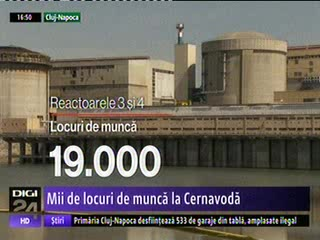 16:50 Cluj-Napoca
Reactoarele 3 și 4
Locuri de muncă
19.000
Mii de locuri de muncă la Cernavodă
DIGI
24
HD Știri Primăria Cluj-Napoca desființează 533 de garaje din tablă, amplasate ilegal